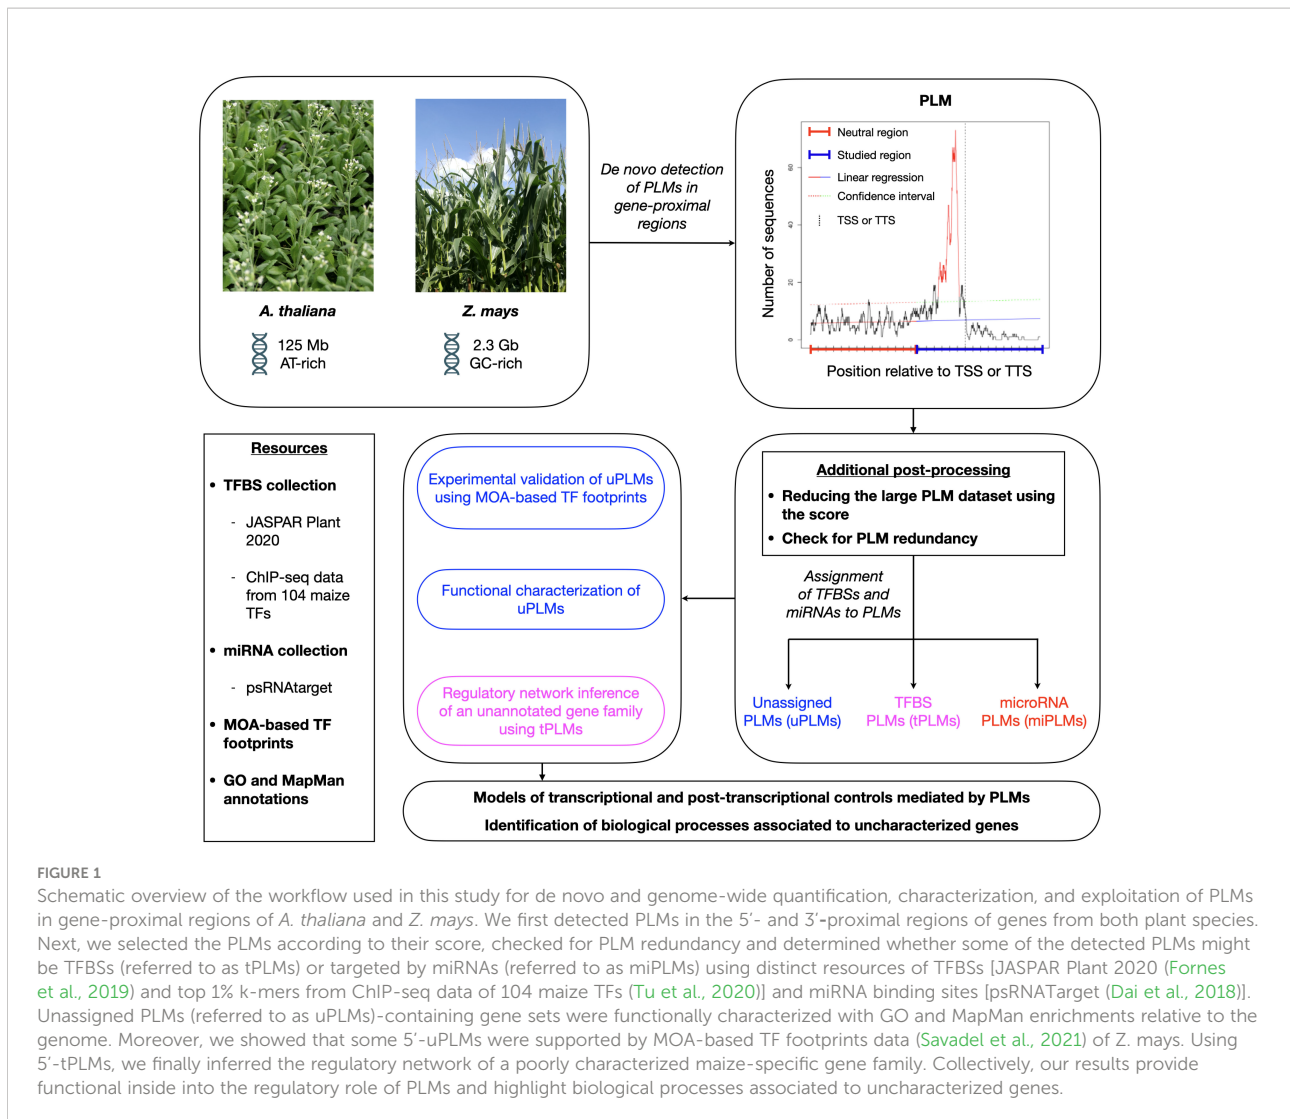 A. thaliana
125 Mb
AT-rich
Z. mays
2.3 Gb
GC-rich
De novo detection
of PLMs in
gene-proximal
regions
PLM
Neutral region
Studied region
Linear regression
Confidence interval
TSS or TTS
Number of sequences
0
20
40
60
Position relative to TSS or TTS
Resources
• TFBS collection
- JASPAR Plant
2020
- ChIP-seq data
from 104 maize
TFs
• miRNA collection
- psRNAtarget
• MOA-based TF
footprints
• GO and MapMan
annotations
Experimental validation of uPLMs
using MOA-based TF footprints
Functional characterization of
uPLMs
Regulatory network inference
of an unannotated gene family
using tPLMs
Additional post-processing
• Reducing the large PLM dataset using
the score
• Check for PLM redundancy
Assignment
of TFBSs and
miRNAs to PLMs
Unassigned
PLMs (uPLMs)
TFBS
PLMs (tPLMs)
microRNA
PLMs (miPLMs)
Models of transcriptional and post-transcriptional controls mediated by PLMs
Identification of biological processes associated to uncharacterized genes
FIGURE 1
Schematic overview of the workflow used in this study for de novo and genome-wide quantification, characterization, and exploitation of PLMs
in gene-proximal regions of A. thaliana and Z. mays. We first detected PLMs in the 5′- and 3′-proximal regions of genes from both plant species.
Next, we selected the PLMs according to their score, checked for PLM redundancy and determined whether some of the detected PLMs might
be TFBSs (referred to as tPLMs) or targeted by miRNAs (referred to as miPLMs) using distinct resources of TFBSs [JASPAR Plant 2020 (Fornes
et al., 2019) and top 1% k-mers from ChIP-seq data of 104 maize TFs (Tu et al., 2020)] and miRNA binding sites [psRNATarget (Dai et al., 2018)].
Unassigned PLMs (referred to as uPLMs)-containing gene sets were functionally characterized with GO and MapMan enrichments relative to the
genome. Moreover, we showed that some 5′-uPLMs were supported by MOA-based TF footprints data (Savadel et al., 2021) of Z. mays. Using
5′-tPLMs, we finally inferred the regulatory network of a poorly characterized maize-specific gene family. Collectively, our results provide
functional inside into the regulatory role of PLMs and highlight biological processes associated to uncharacterized genes.